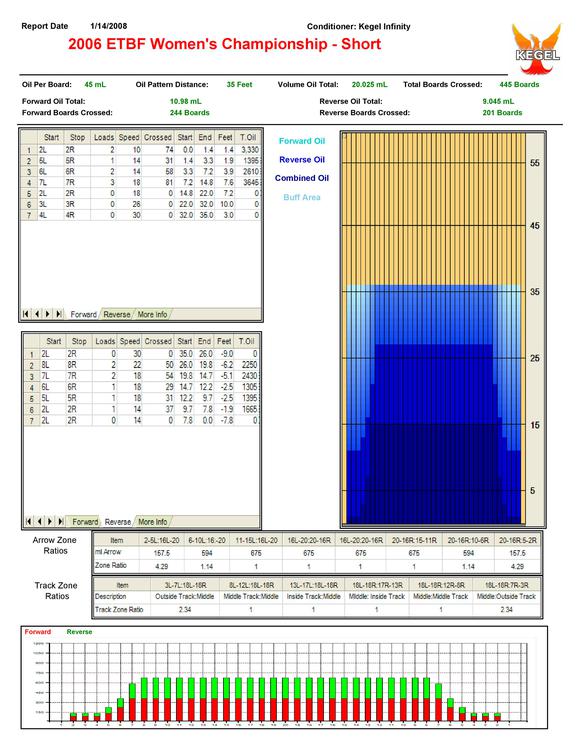 Report Date 1/14/2008 Conditioner: Kegel Infinity
2006 ETBF Women's Championship - Short
KEGEL
Oil Per Board: 45 mL Oil Pattern Distance: 35 Feet Volume Oil Total: 20.025 mL Total Boards Crossed: 445 Boards
Forward Oil Total: 10.98 mL Reverse Oil Total: 9.045 mL
Forward Boards Crossed: 244 Boards Reverse Boards Crossed: 201 Boards
Start Stop Loads Speed Crossed Start End Feet T.Oil
1 2L 2R 2 10 74 0.0 1.4 1.4 3,330
2 5L 5R 1 14 31 1.4 3.3 1.9 1395
3 6L 6R 2 14 58 3.3 7.2 3.9 2610
4 7L 7R 3 18 81 7.2 14.8 7.6 3645
5 2L 2R 0 18 0 14.8 22.0 7.2 0
6 3L 3R 0 26 0 22.0 32.0 10.0 0
7 4L 4R 0 30 0 32.0 35.0 3.0 0
Forward Reverse More Info
Forward Oil
Reverse Oil
Combined Oil
Buff Area
55
45
35
25
15
5
Start Stop Loads Speed Crossed Start End Feet T.Oil
1 2L 2R 0 30 0 35.0 26.0 -9.0 0
2 8L 8R 2 22 50 26.0 19.8 -6.2 2250
3 7L 7R 2 18 54 19.8 14.7 -5.1 2430
4 6L 6R 1 18 29 14.7 12.2 -2.5 1305
5 5L 5R 1 18 31 12.2 9.7 -2.5 1395
6 2L 2R 1 14 37 9.7 7.8 -1.9 1665
7 2L 2R 0 14 0 7.8 0.0 -7.8 0
Forward Reverse More Info
Arrow Zone Ratios
Item 2-5L:16L-20 6-10L:16-20 11-15L:16L-20 16L-20:20-16R 16L-20:20-16R 20-16R:15-11R 20-16R:10-6R 20-16R:5-2R
ml Arrow 157.5 594 675 675 675 675 594 157.5
Zone Ratio 4.29 1.14 1 1 1 1 1.14 4.29
Track Zone Ratios
Item 3L-7L:18L-18R 8L-12L:18L-18R 13L-17L:18L-18R 18L-18R:17R-13R 18L-18R:12R-8R 18L-18R:7R-3R
Description Outside Track:Middle Middle Track:Middle Inside Track:Middle Middle: Inside Track Middle:Middle Track Middle:Outside Track
Track Zone Ratio 2.34 1 1 1 1 2.34
Forward Reverse